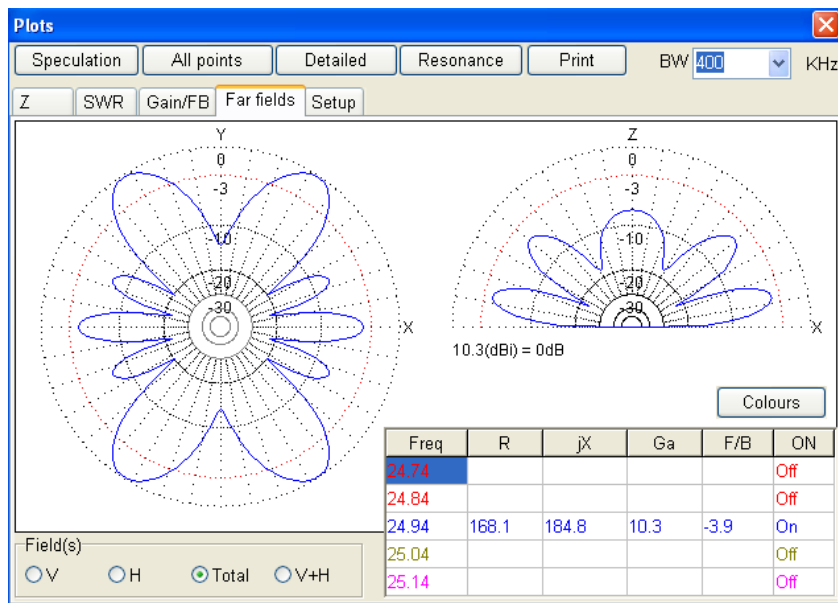 Plots
Speculation All points Detailed Resonance Print BW 400 KHz
Z SWR Gain/FB Far fields Setup
Y
0
-3
-10
-20
-30
X
Z
0
-3
-10
-20
-30
X
10.3(dBi) = 0dB
Colours
Freq R jX Ga F/B ON
24.74 Off
24.84 Off
24.94 168.1 184.8 10.3 -3.9 On
25.04 Off
25.14 Off
Field(s)
V H Total V+H